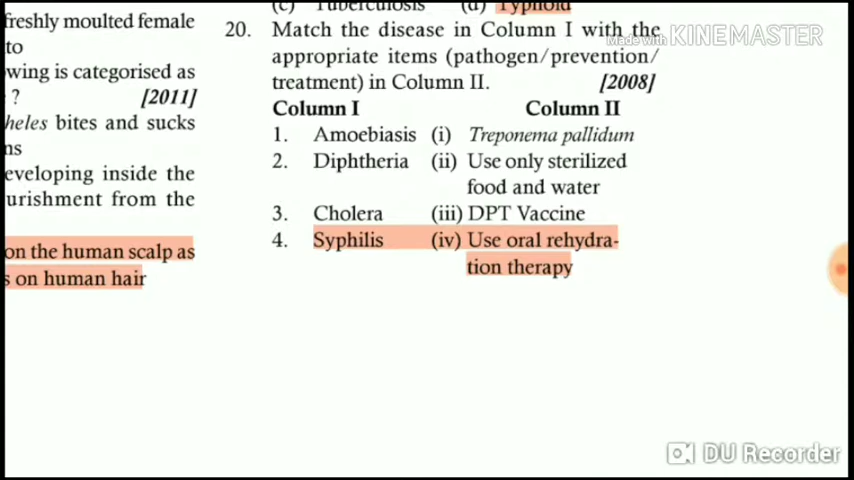 freshly moulted female
to
wing is categorised as
? [2011]
heles bites and sucks
ns
eveloping inside the
urishment from the
on the human scalp as
s on human hair
(c) Tuberculosis (d) Typhoid
20. Match the disease in Column I with the
appropriate items (pathogen/prevention/
treatment) in Column II. [2008]
Column I Column II
1. Amoebiasis (i) Treponema pallidum
2. Diphtheria (ii) Use only sterilized
food and water
3. Cholera (iii) DPT Vaccine
4. Syphilis (iv) Use oral rehydra-
tion therapy
Made with KINEMASTER
DU Recorder